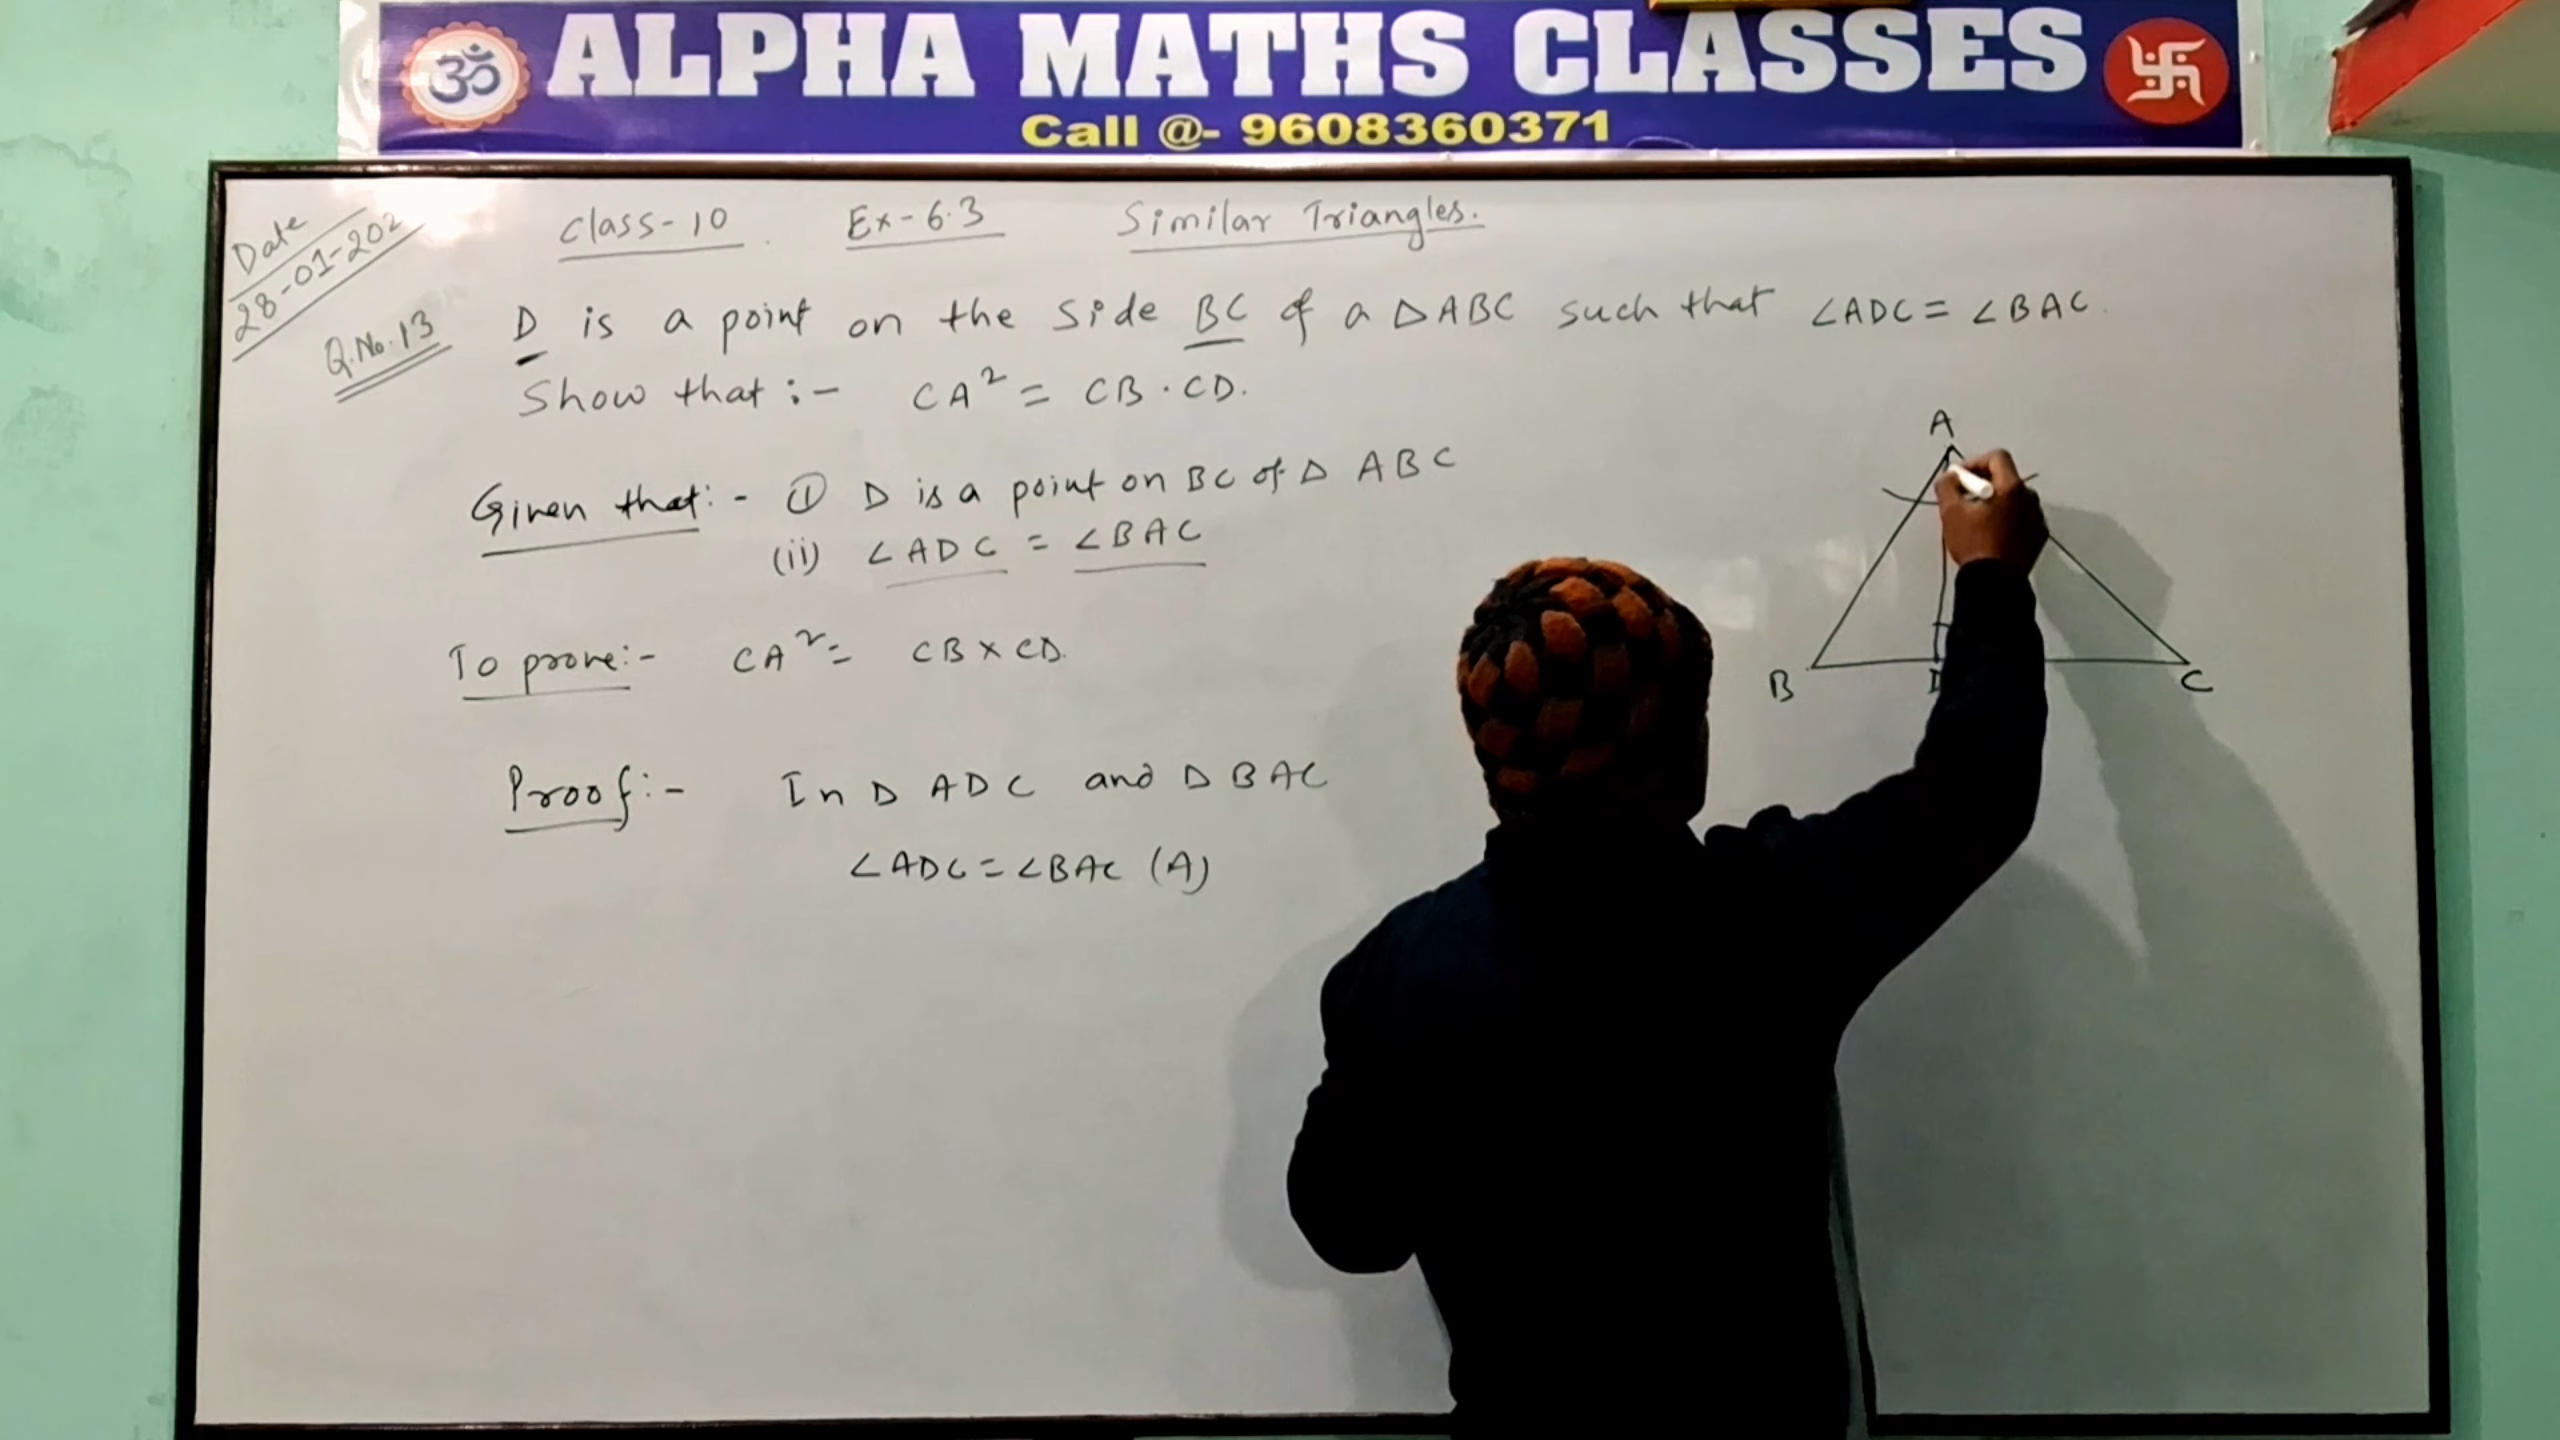 ॐ ALPHA MATHS CLASSES
Call @- 9608360371
Date
28-01-202
Class-10 Ex-6.3 Similar Triangles.
Q.No.13 D is a point on the side BC of a △ABC such that ∠ADC = ∠BAC.
Show that :- CA² = CB . CD.
Given that:- ① D is a point on BC of △ ABC
(ii) ∠ADC = ∠BAC
To prove:- CA² = CB × CD.
Proof:- In △ ADC and △ BAC
∠ADC = ∠BAC (A)
A
B D C